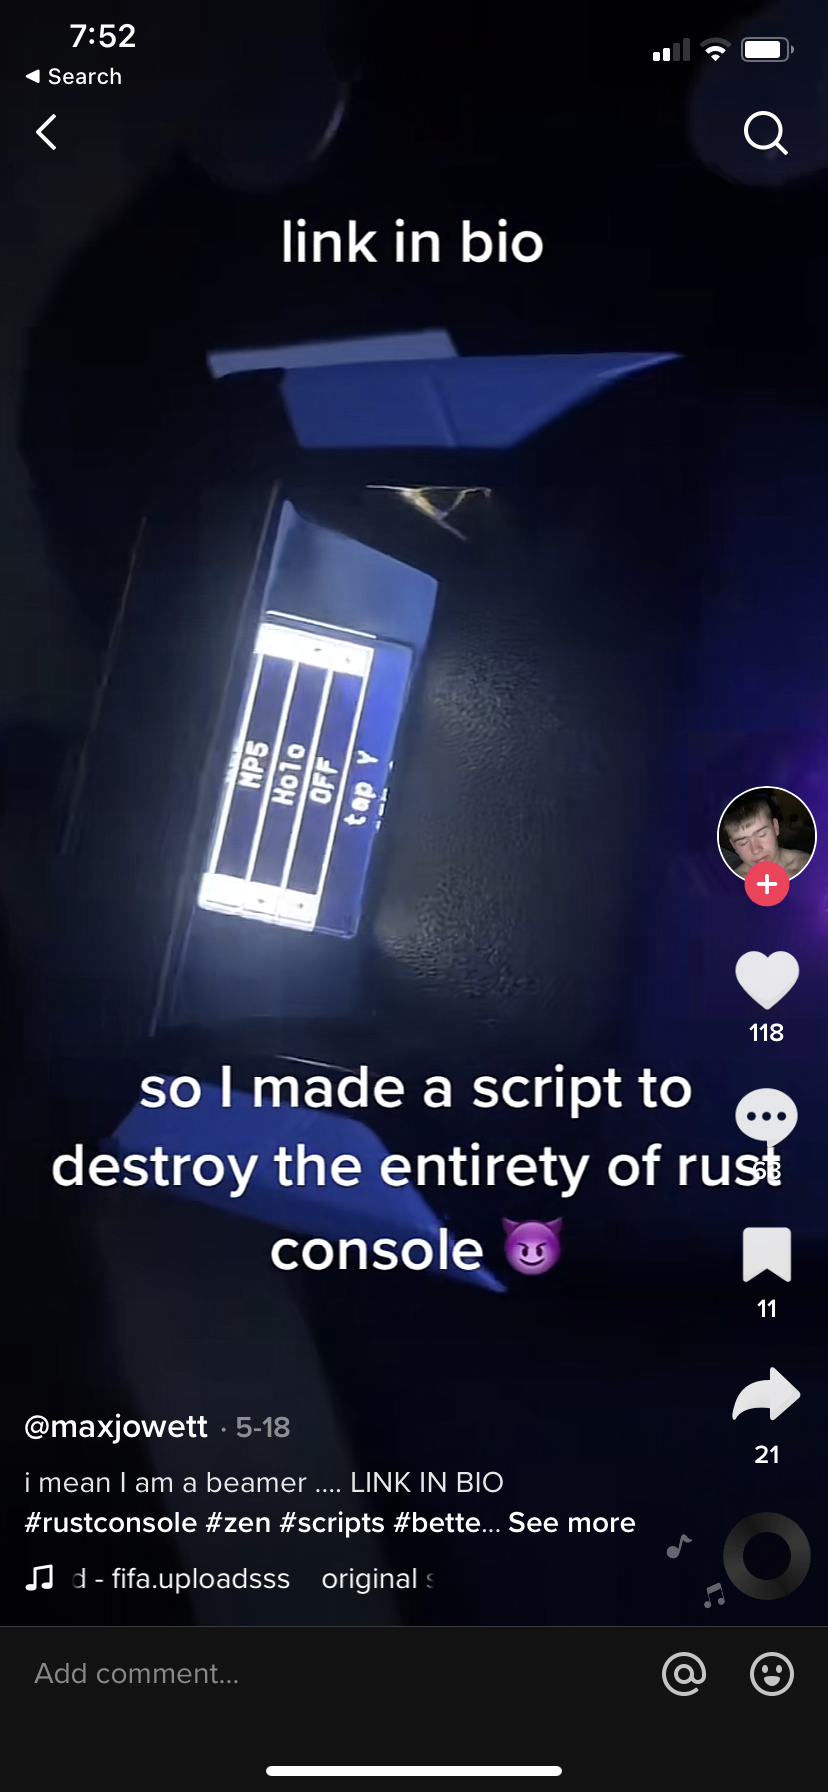 7:52
Search
link in bio
MP5
Holo
OFF
tap Y
so I made a script to
destroy the entirety of rust
console 😈
118
63
11
21
@maxjowett · 5-18
i mean I am a beamer .... LINK IN BIO
#rustconsole #zen #scripts #bette... See more
d - fifa.uploadsss original s
Add comment...